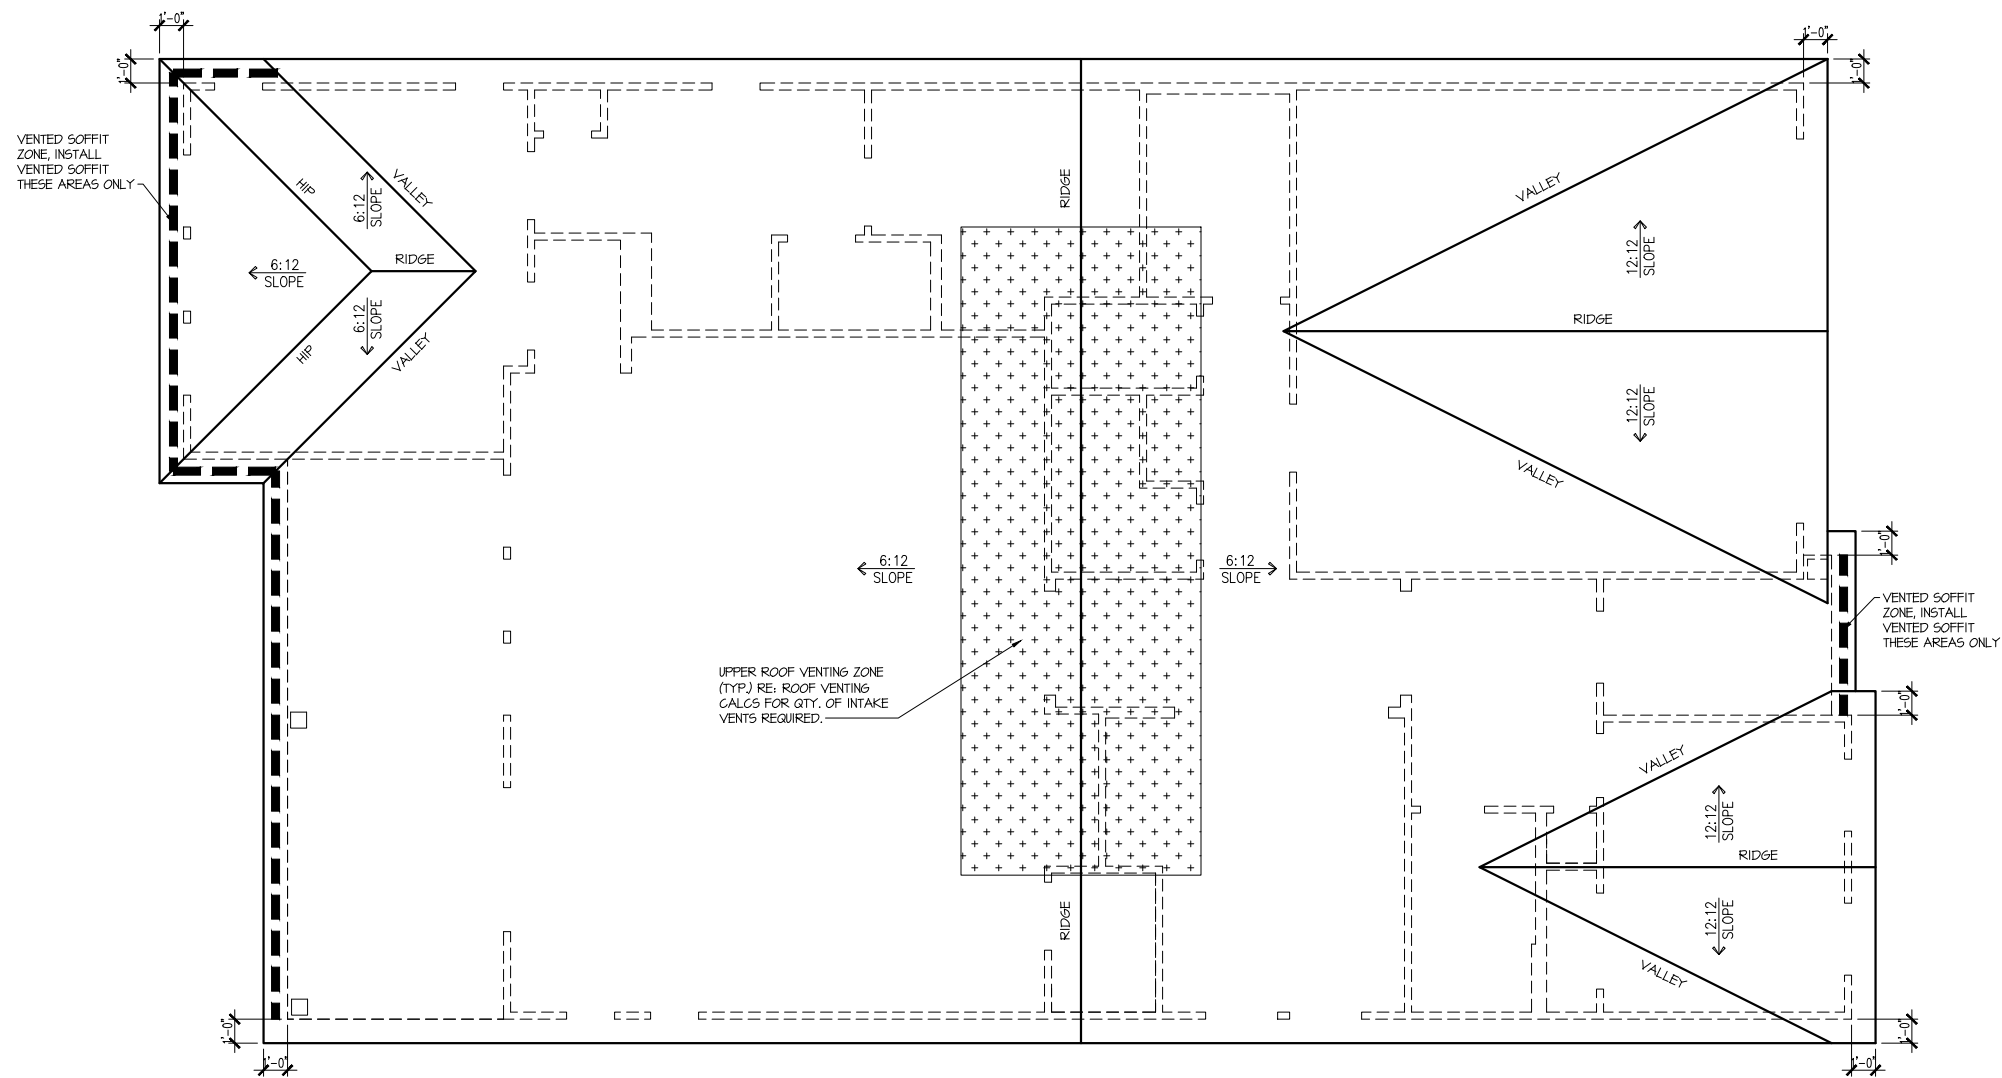 1'-0"
1'-0"
1'-0"
1'-0"
VENTED SOFFIT
ZONE, INSTALL
VENTED SOFFIT
THESE AREAS ONLY
HIP
6:12
SLOPE
VALLEY
RIDGE
VALLEY
6:12
SLOPE
RIDGE
12:12
SLOPE
6:12
SLOPE
HIP
VALLEY
RIDGE
12:12
SLOPE
VALLEY
1'-0"
6:12
SLOPE
6:12
SLOPE
VENTED SOFFIT
ZONE, INSTALL
VENTED SOFFIT
THESE AREAS ONLY
UPPER ROOF VENTING ZONE
(TYP.) RE: ROOF VENTING
CALCS FOR QTY. OF INTAKE
VENTS REQUIRED.
1'-0"
VALLEY
12:12
SLOPE
RIDGE
RIDGE
12:12
SLOPE
VALLEY
1'-0"
1'-0"
1'-0"
1'-0"